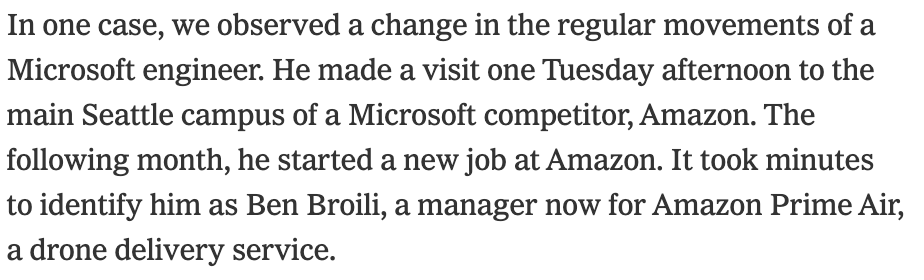 In one case, we observed a change in the regular movements of a
Microsoft engineer. He made a visit one Tuesday afternoon to the
main Seattle campus of a Microsoft competitor, Amazon. The
following month, he started a new job at Amazon. It took minutes
to identify him as Ben Broili, a manager now for Amazon Prime Air,
a drone delivery service.